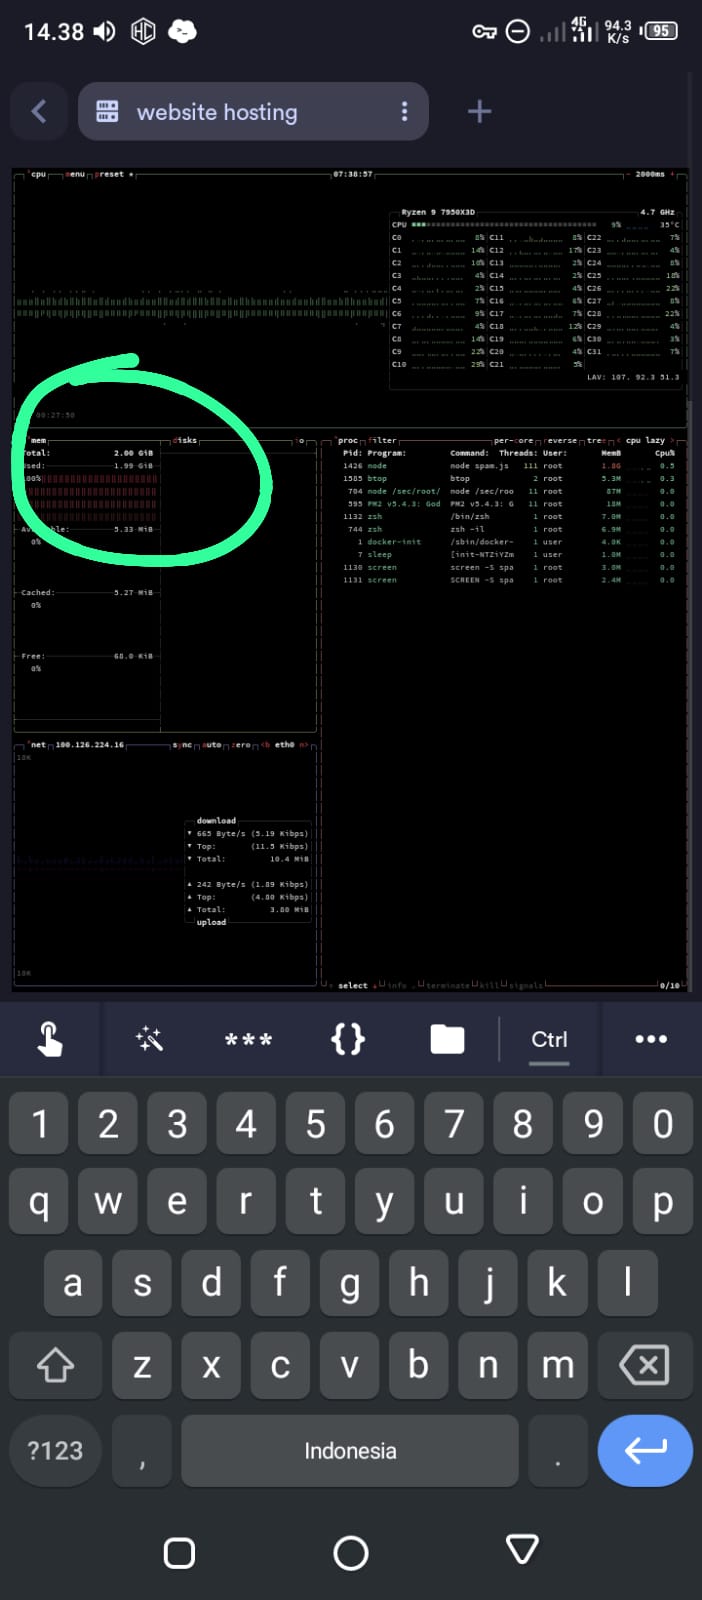 14.38 HC 4G 94.3 K/s 95
website hosting
cpu menu preset * 07:38:57 - 2000ms +
Ryzen 9 7950X3D 4.7 GHz
CPU 9% 35°C
C0 8% C11 8% C22 7%
C1 14% C12 17% C23 4%
C2 10% C13 2% C24 8%
C3 4% C14 2% C25 18%
C4 2% C15 4% C26 22%
C5 7% C16 6% C27 8%
C6 9% C17 7% C28 22%
C7 4% C18 12% C29 4%
C8 14% C19 6% C30 3%
C9 22% C20 4% C31 7%
C10 29% C21 5%
LAV: 107. 92.3 51.3
09:27:50
mem disks io
Total: 2.00 GiB
Used: 1.99 GiB
100%
5.33 MiB
0%
Cached: 5.27 MiB
0%
Free: 68.0 KiB
0%
proc filter per-core reverse tree < cpu lazy >
Pid: Program: Command: Threads: User: MemB Cpu%
1426 node node spam.js 111 root 1.8G 0.5
1585 btop btop 2 root 5.3M 0.3
704 node /sec/root/ node /sec/roo 11 root 87M 0.0
595 PM2 v5.4.3: God PM2 v5.4.3: G 11 root 18M 0.0
1132 zsh /bin/zsh 1 root 7.0M 0.0
744 zsh zsh -il 1 root 6.9M 0.0
1 docker-init /sbin/docker- 1 user 4.0K 0.0
7 sleep 1 user 1.0M 0.0
1130 screen screen -S spa 1 root 3.0M 0.0
1131 screen SCREEN -S spa 1 root 2.4M 0.0
net 100.126.224.16 sync auto zero <b eth0 n>
10K
download
▼ 665 Byte/s (5.19 Kibps)
▼ Top: (11.5 Kibps)
▼ Total: 10.4 MiB
▲ 242 Byte/s (1.89 Kibps)
▲ Top: (4.80 Kibps)
▲ Total: 3.80 MiB
upload
10K
↑ select ↓ info terminate kill signals 0/10
*** {} Ctrl •••
1 2 3 4 5 6 7 8 9 0
q w e r t y u i o p
a s d f g h j k l
z x c v b n m
?123 , Indonesia .